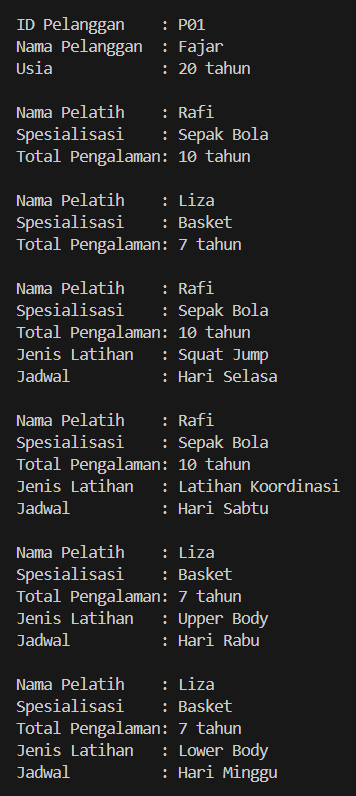 ID Pelanggan    : P01
Nama Pelanggan  : Fajar
Usia            : 20 tahun

Nama Pelatih    : Rafi
Spesialisasi    : Sepak Bola
Total Pengalaman: 10 tahun

Nama Pelatih    : Liza
Spesialisasi    : Basket
Total Pengalaman: 7 tahun

Nama Pelatih    : Rafi
Spesialisasi    : Sepak Bola
Total Pengalaman: 10 tahun
Jenis Latihan   : Squat Jump
Jadwal          : Hari Selasa

Nama Pelatih    : Rafi
Spesialisasi    : Sepak Bola
Total Pengalaman: 10 tahun
Jenis Latihan   : Latihan Koordinasi
Jadwal          : Hari Sabtu

Nama Pelatih    : Liza
Spesialisasi    : Basket
Total Pengalaman: 7 tahun
Jenis Latihan   : Upper Body
Jadwal          : Hari Rabu

Nama Pelatih    : Liza
Spesialisasi    : Basket
Total Pengalaman: 7 tahun
Jenis Latihan   : Lower Body
Jadwal          : Hari Minggu